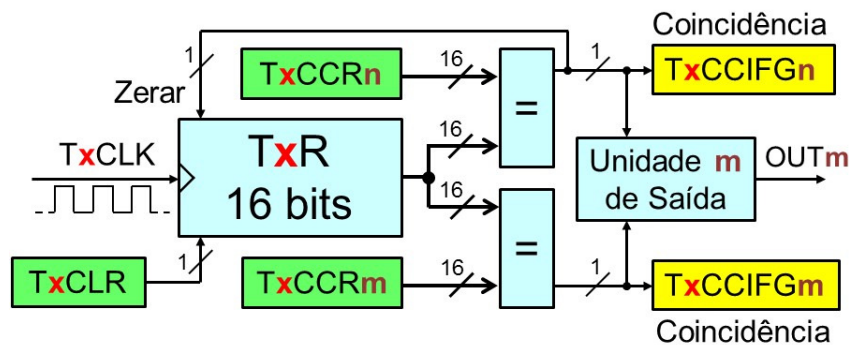 Coincidência
1
TxCCRn
16
=
1
TxCCIFGn
Zerar
16
TxCLK
TxR
16 bits
Unidade m
de Saída
OUTm
16
=
TxCLR
1
TxCCRm
16
1
TxCCIFGm
Coincidência